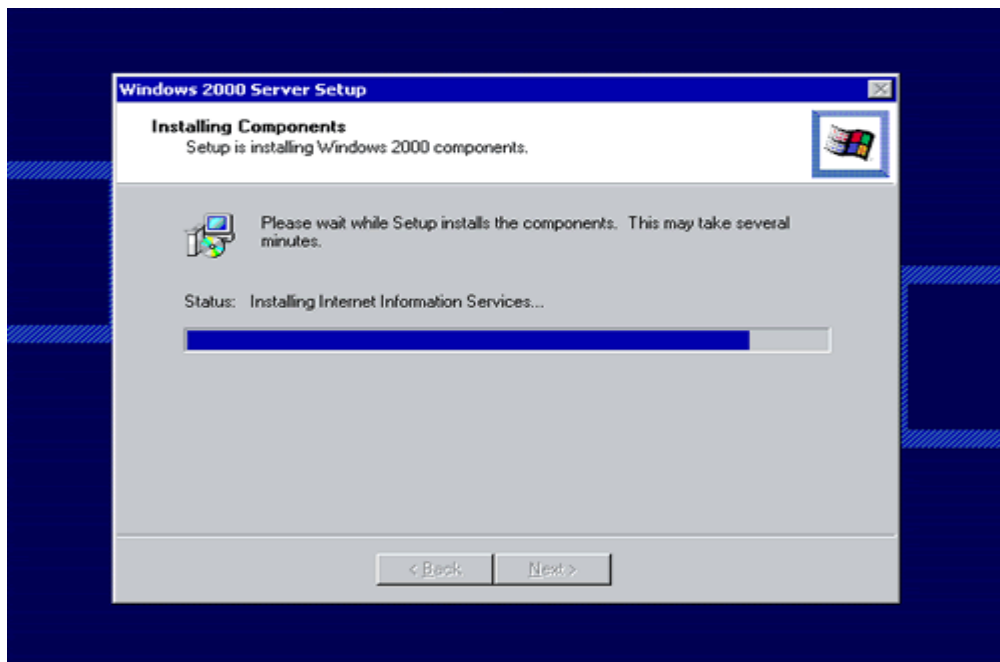 Windows 2000 Server Setup
Installing Components
Setup is installing Windows 2000 components.
Please wait while Setup installs the components. This may take several
minutes.
Status: Installing Internet Information Services...
< Back Next >